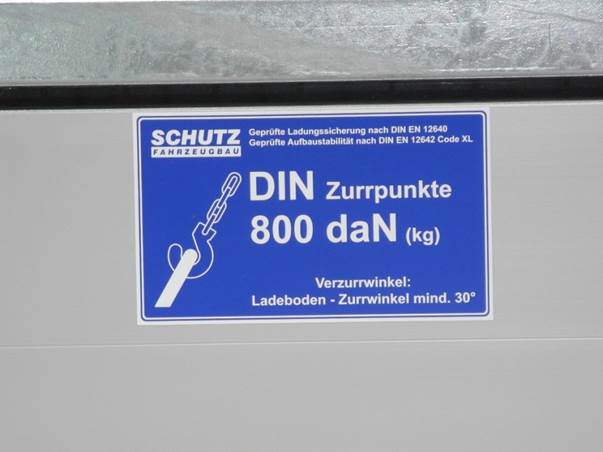 SCHUTZ
FAHRZEUGBAU
Geprüfte Ladungssicherung nach DIN EN 12640
Geprüfte Aufbaustabilität nach DIN EN 12642 Code XL
DIN Zurrpunkte
800 daN (kg)
Verzurrwinkel:
Ladeboden - Zurrwinkel mind. 30°